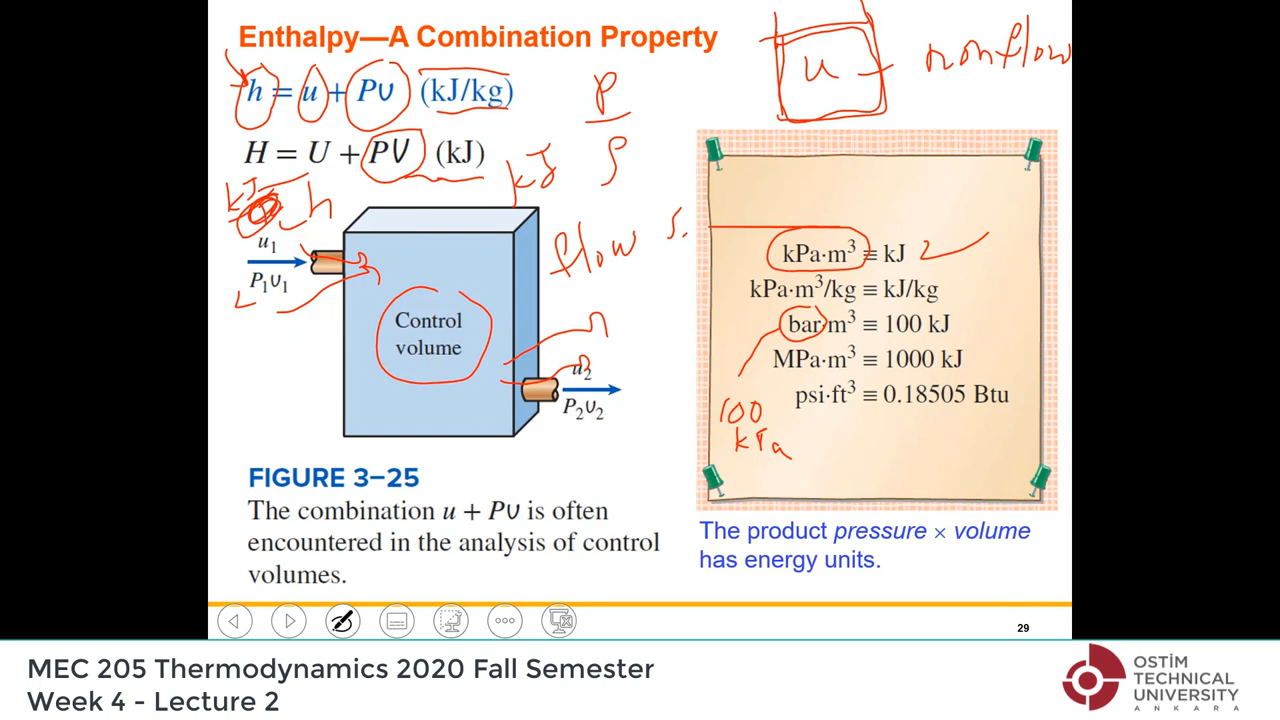 Enthalpy—A Combination Property
h = u + Pυ (kJ/kg)
H = U + PV (kJ)
P
ρ
u nonflow
kJ
h
kJ
flow s.
u1
P1υ1
Control
volume
u2
P2υ2
kPa·m³ ≡ kJ
kPa·m³/kg ≡ kJ/kg
bar·m³ ≡ 100 kJ
MPa·m³ ≡ 1000 kJ
psi·ft³ ≡ 0.18505 Btu
100
kPa
FIGURE 3–25
The combination u + Pυ is often
encountered in the analysis of control
volumes.
The product pressure × volume
has energy units.
29
MEC 205 Thermodynamics 2020 Fall Semester
Week 4 - Lecture 2
OSTİM
TECHNICAL
UNIVERSITY
ANKARA